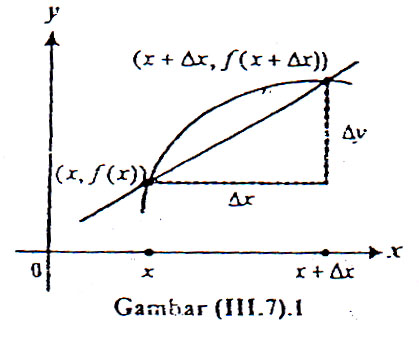 y
(x + Δx, f(x + Δx))
Δy
(x, f(x))
Δx
x
0
x
x + Δx
Gambar (III.7).1